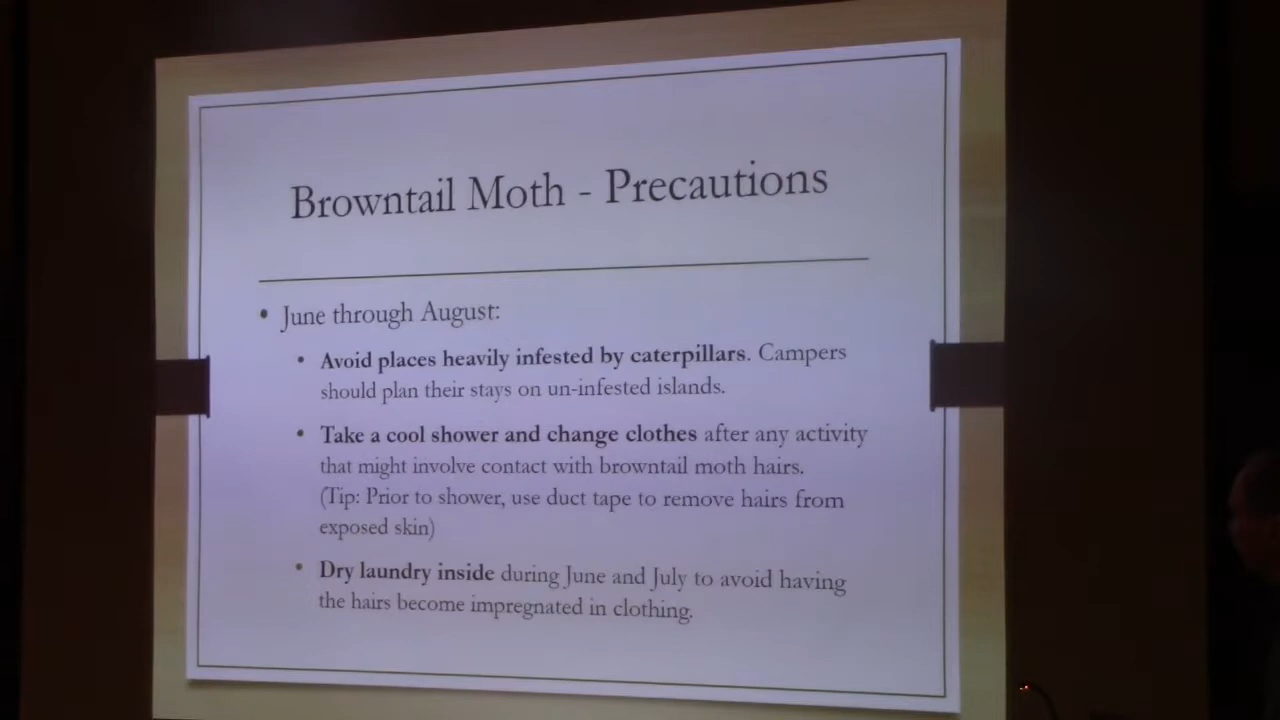 Browntail Moth - Precautions
• June through August:
• Avoid places heavily infested by caterpillars. Campers
should plan their stays on un-infested islands.
• Take a cool shower and change clothes after any activity
that might involve contact with browntail moth hairs.
(Tip: Prior to shower, use duct tape to remove hairs from
exposed skin)
• Dry laundry inside during June and July to avoid having
the hairs become impregnated in clothing.